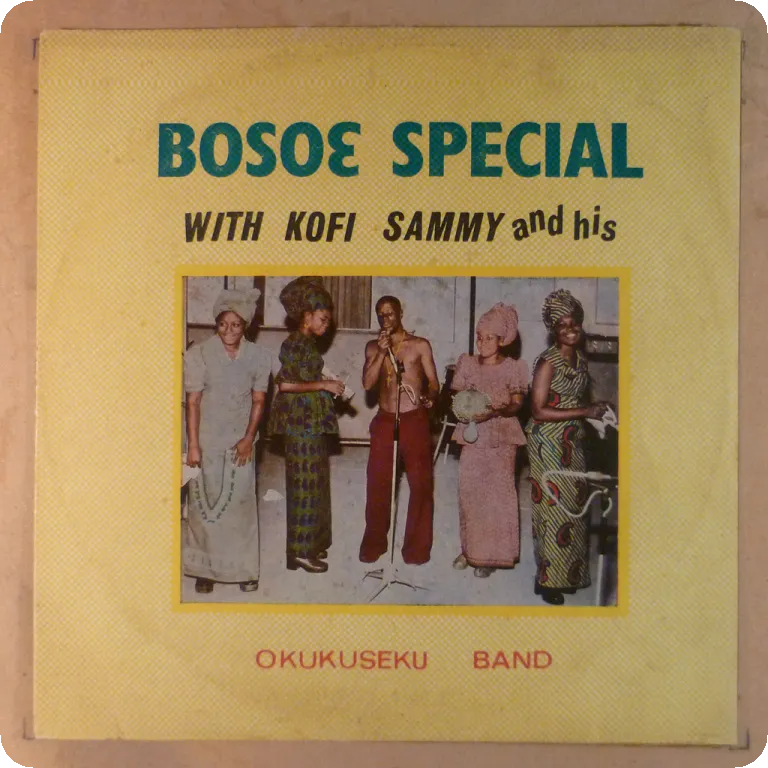 BOSOƐ SPECIAL
WITH KOFI SAMMY and his
OKUKUSEKU BAND